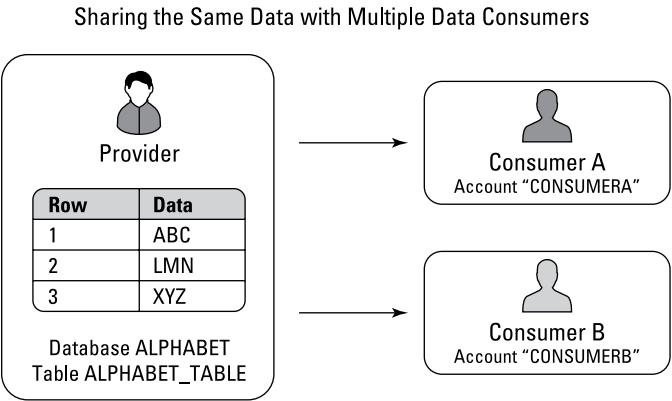 Sharing the Same Data with Multiple Data Consumers
Provider
Row Data
1 ABC
2 LMN
3 XYZ
Database ALPHABET
Table ALPHABET_TABLE
Consumer A
Account “CONSUMERA”
Consumer B
Account “CONSUMERB”